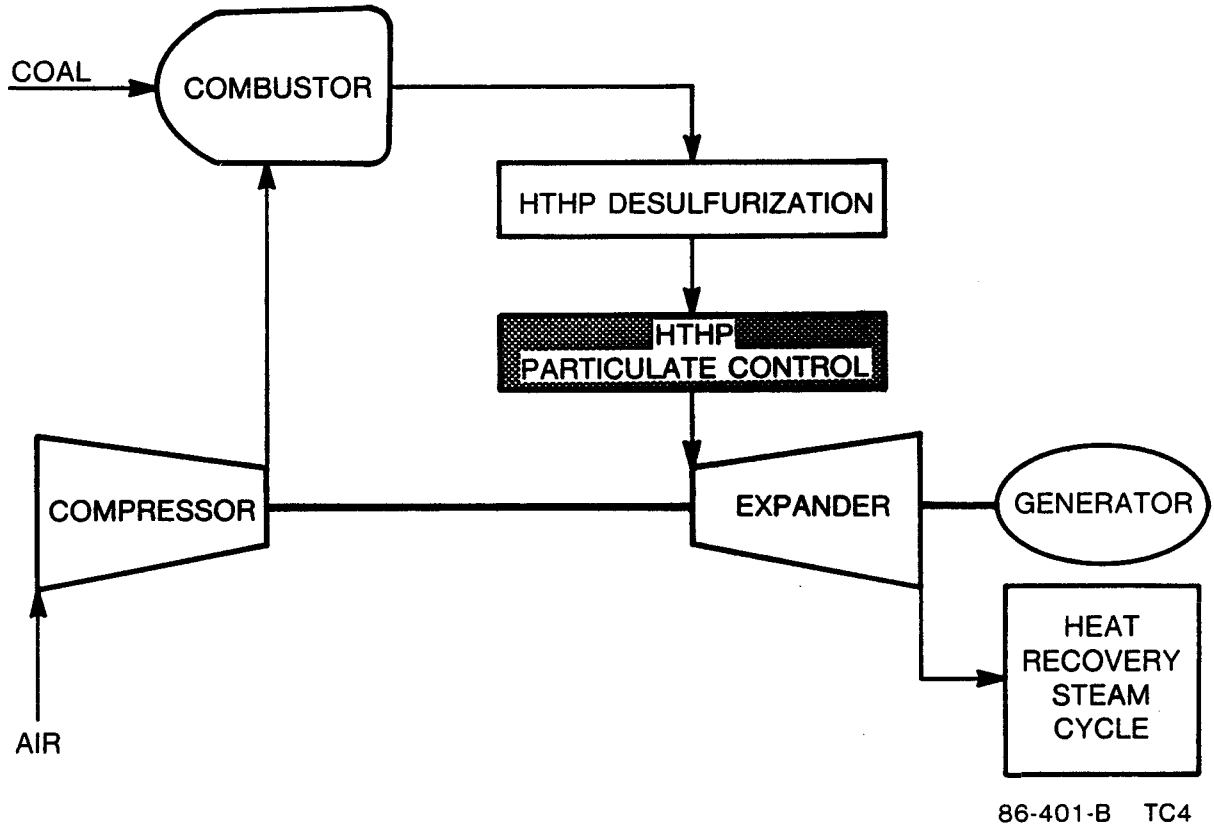 COAL
COMBUSTOR
HTHP DESULFURIZATION
HTHP
PARTICULATE CONTROL
COMPRESSOR
EXPANDER
GENERATOR
HEAT
RECOVERY
STEAM
CYCLE
AIR
86-401-B TC4